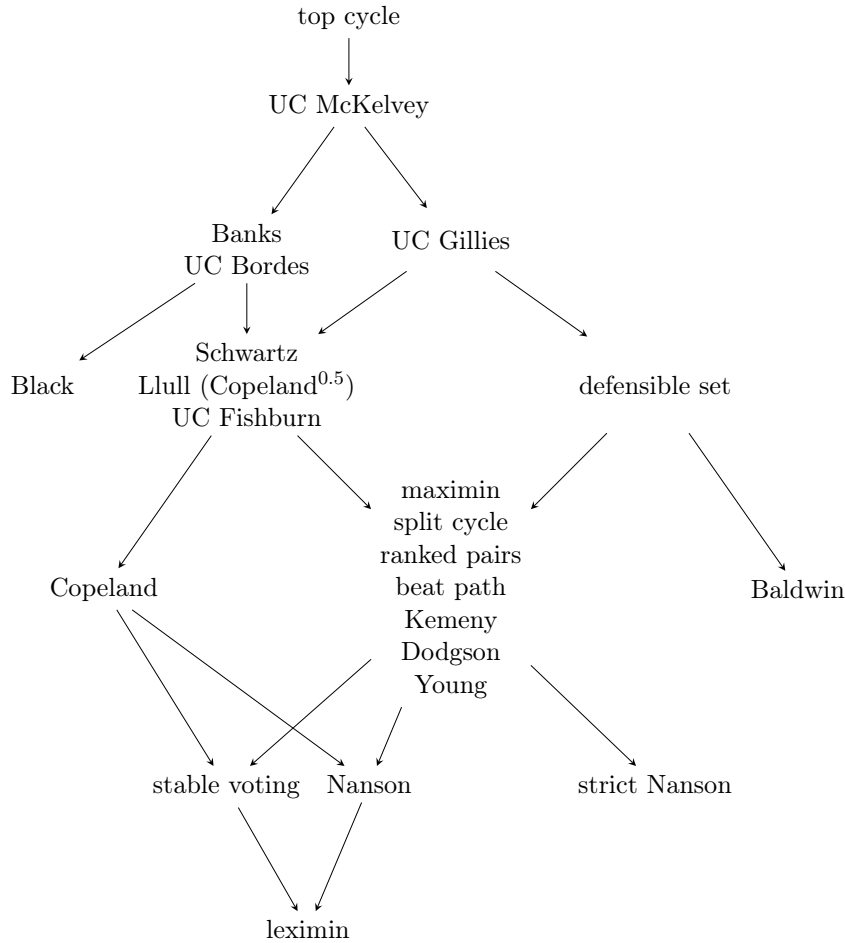 top cycle
UC McKelvey
Banks
UC Bordes
UC Gillies
Black
Schwartz
Llull (Copeland^0.5)
UC Fishburn
defensible set
Copeland
maximin
split cycle
ranked pairs
beat path
Kemeny
Dodgson
Young
Baldwin
stable voting
Nanson
strict Nanson
leximin